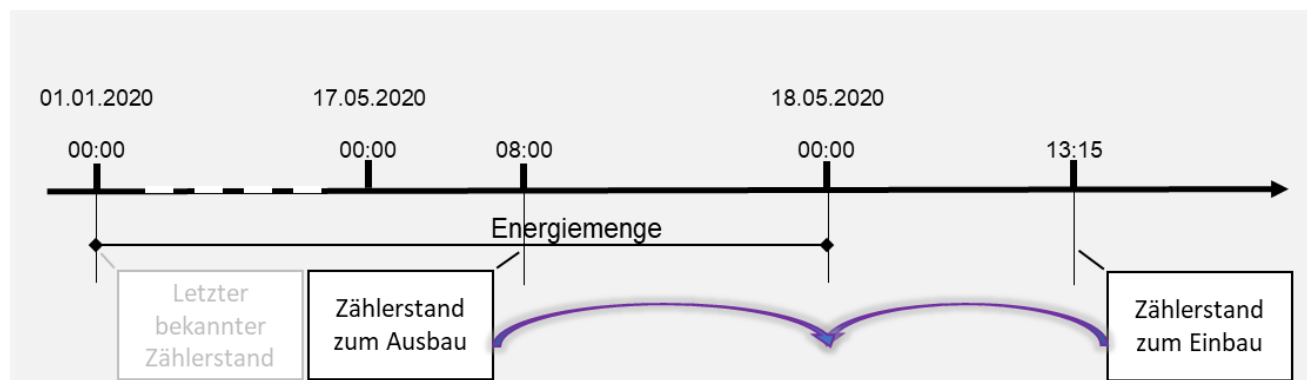 01.01.2020 17.05.2020 18.05.2020
00:00 00:00 08:00 00:00 13:15
Energiemenge
Letzter
bekannter
Zählerstand
Zählerstand
zum Ausbau
Zählerstand
zum Einbau